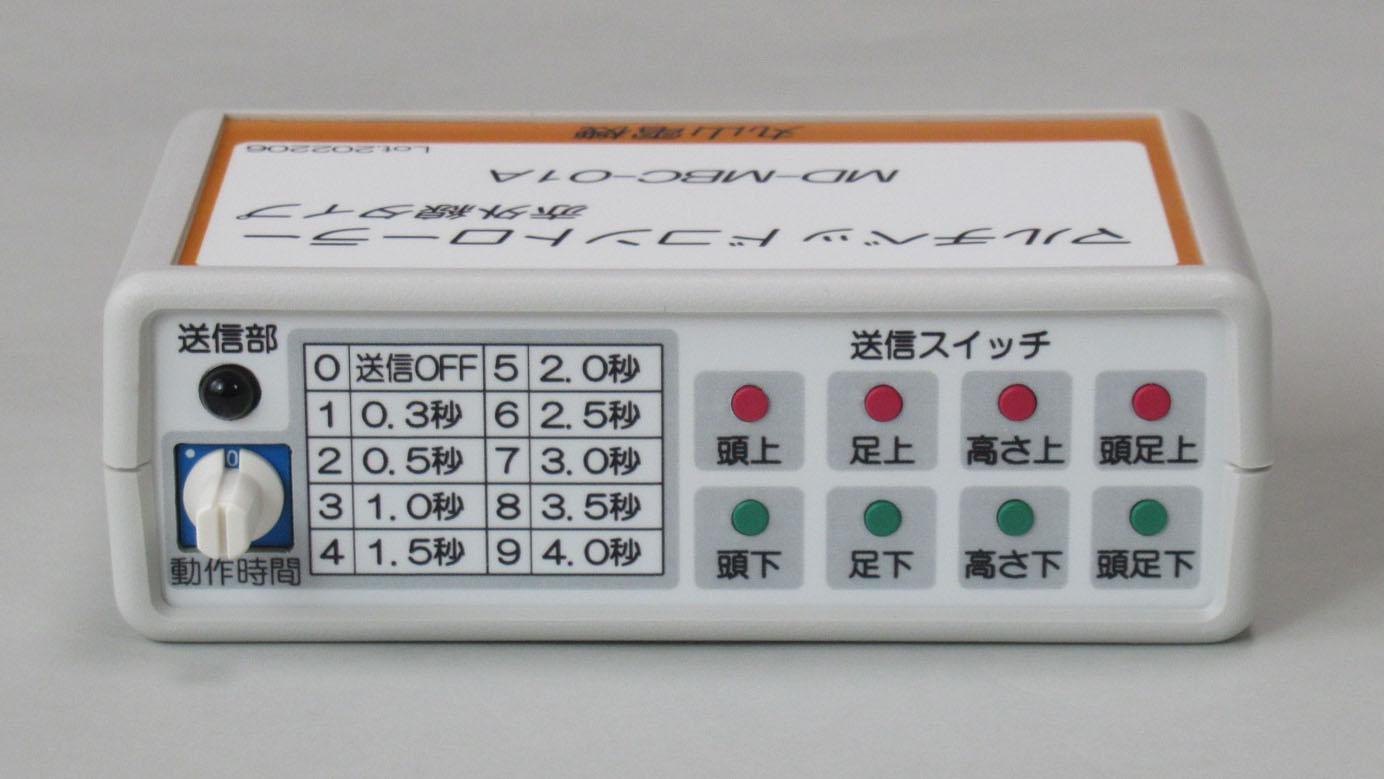 丸山電機
Lot.202206
MD-MBC-01A
赤外線タイプ
マルチベッドコントローラー
送信部
0 送信OFF 5 2.0秒
1 0.3秒 6 2.5秒
2 0.5秒 7 3.0秒
3 1.0秒 8 3.5秒
4 1.5秒 9 4.0秒
0
動作時間
送信スイッチ
頭上 足上 高さ上 頭足上
頭下 足下 高さ下 頭足下